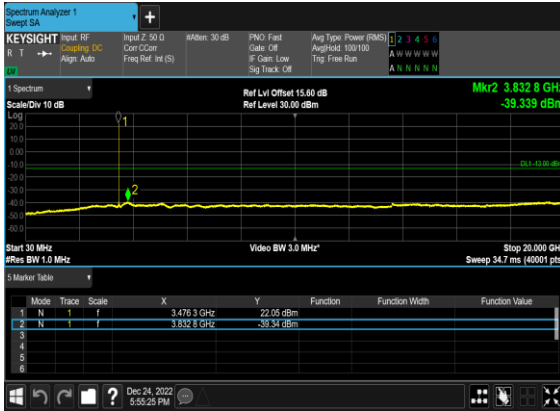 Spectrum Analyzer 1
Swept SA
+
KEYSIGHT Input: RF Input Z: 50 Ω #Atten: 30 dB PNO: Fast Avg Type: Power (RMS) 1 2 3 4 5 6
R T Coupling: DC Corr CCorr Gate: Off Avg|Hold: 100/100 A W W W W W
Align: Auto Freq Ref: Int (S) IF Gain: Low Trig: Free Run
Sig Track: Off A N N N N N
1 Spectrum Ref Lvl Offset 15.60 dB Mkr2 3.832 8 GHz
Scale/Div 10 dB Ref Level 30.00 dBm -39.339 dBm
Log
20.0
10.0
0.00
-10.0
-20.0
-30.0
-40.0
-50.0
-60.0
1
2
DL1 -13.00 dBm
Start 30 MHz Video BW 3.0 MHz* Stop 20.000 GH
#Res BW 1.0 MHz Sweep 34.7 ms (40001 pts
5 Marker Table
Mode Trace Scale X Y Function Function Width Function Value
1 N 1 f 3.476 3 GHz 22.05 dBm
2 N 1 f 3.832 8 GHz -39.34 dBm
3
4
5
6
? Dec 24, 2022
5:55:25 PM